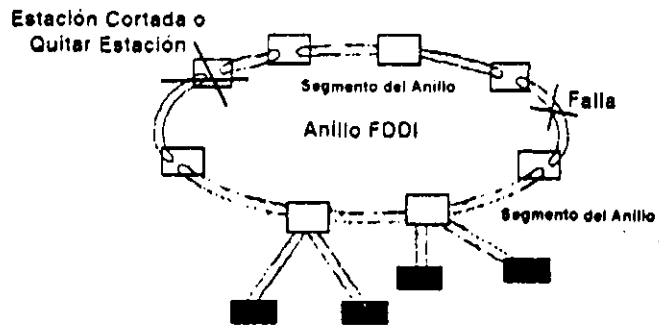 Estación Cortada o
Quitar Estación
Segmento del Anillo
Falla
Anillo FDDI
Segmento del Anillo